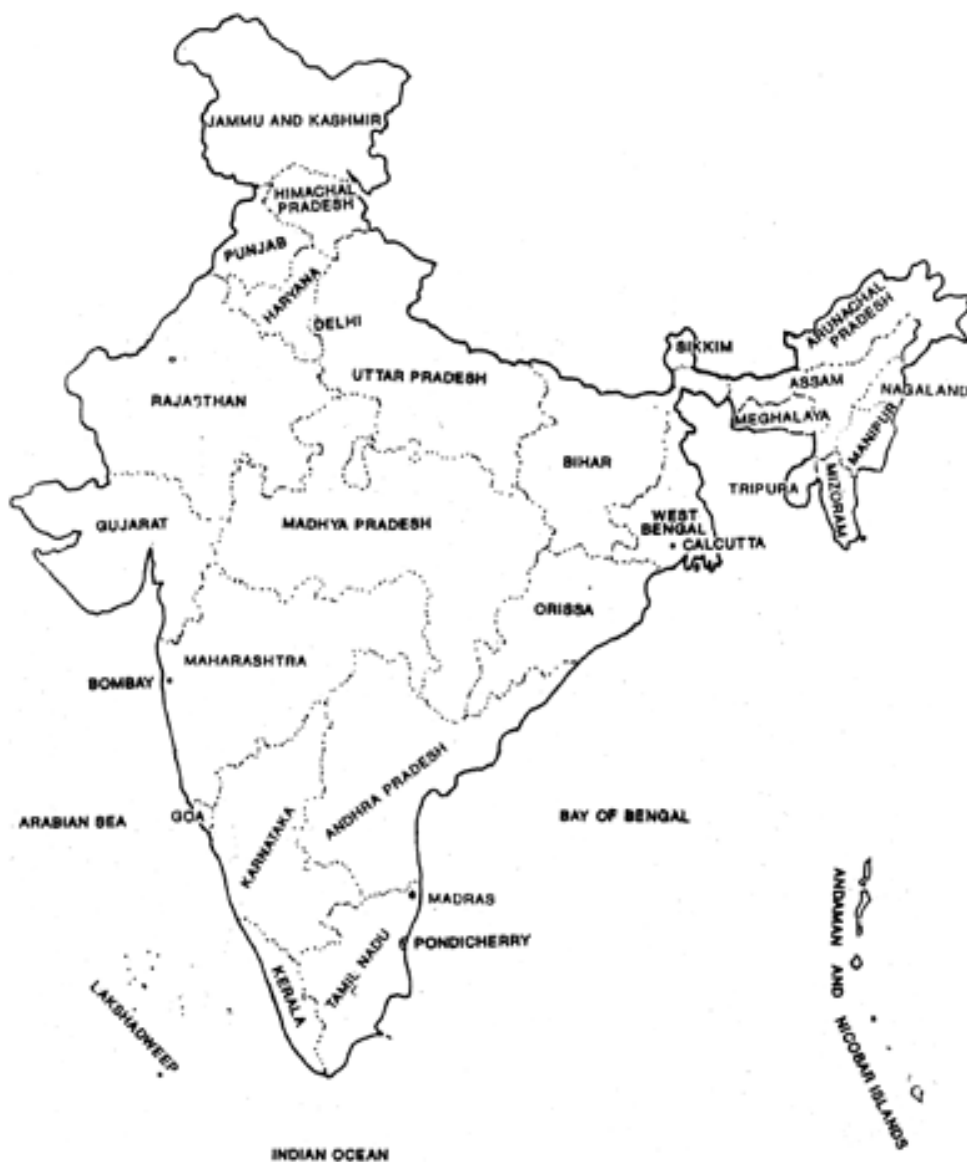 JAMMU AND KASHMIR
HIMACHAL
PRADESH
PUNJAB
HARYANA
DELHI
ARUNACHAL
PRADESH
SIKKIM
UTTAR PRADESH
ASSAM
NAGALAND
RAJASTHAN
MEGHALAYA
MANIPUR
BIHAR
TRIPURA
MIZORAM
GUJARAT
MADHYA PRADESH
WEST
BENGAL
CALCUTTA
ORISSA
MAHARASHTRA
BOMBAY
ANDHRA PRADESH
ARABIAN SEA
GOA
BAY OF BENGAL
KARNATAKA
MADRAS
PONDICHERRY
TAMIL NADU
KERALA
LAKSHADWEEP
ANDAMAN AND NICOBAR ISLANDS
INDIAN OCEAN